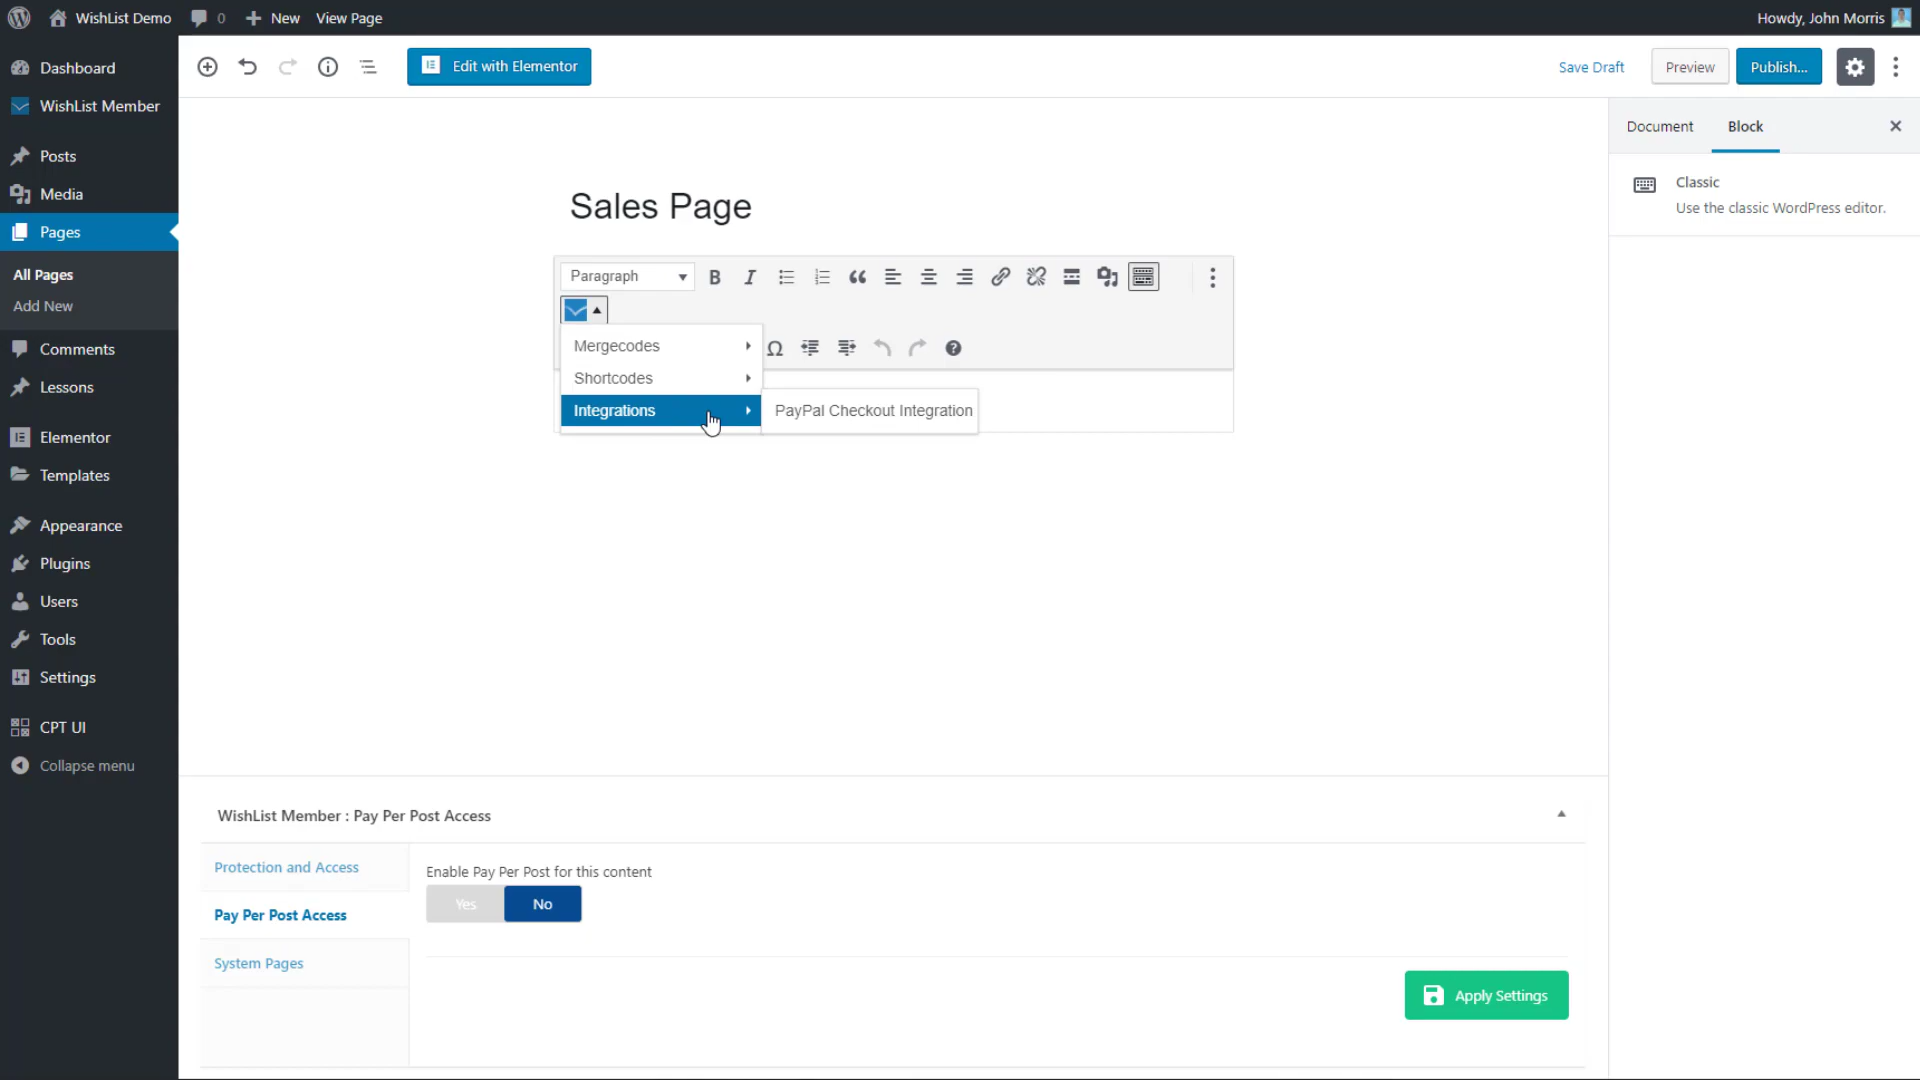 WishList Demo 0 New View Page Howdy, John Morris
Dashboard
WishList Member
Posts
Media
Pages
All Pages
Add New
Comments
Lessons
Elementor
Templates
Appearance
Plugins
Users
Tools
Settings
CPT UI
Collapse menu
Edit with Elementor Save Draft Preview Publish...
Document Block
Classic
Use the classic WordPress editor.
Sales Page
Paragraph
Mergecodes
Shortcodes
Integrations PayPal Checkout Integration
WishList Member : Pay Per Post Access
Protection and Access
Pay Per Post Access
System Pages
Enable Pay Per Post for this content
Yes No
Apply Settings